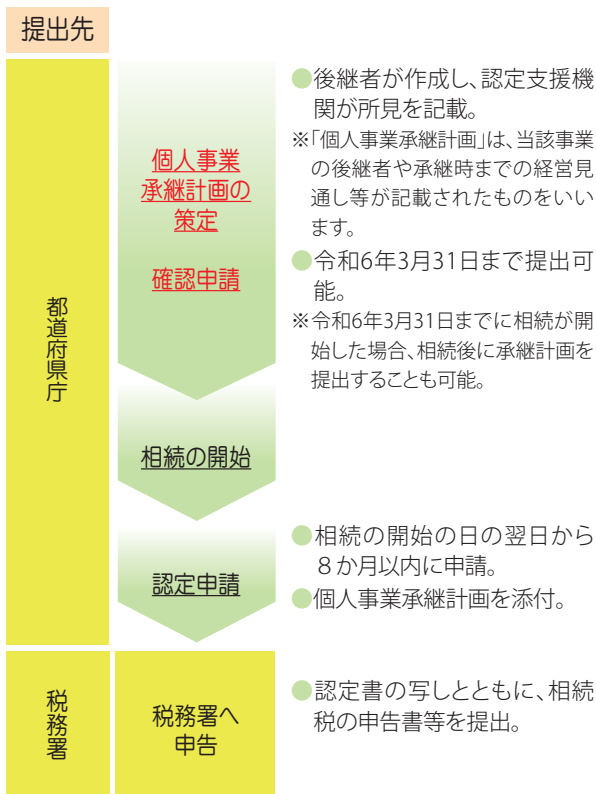 提出先
都道府県庁
個人事業
承継計画の
策定
確認申請
●後継者が作成し、認定支援機
関が所見を記載。
※「個人事業承継計画」は、当該事業
の後継者や承継時までの経営見
通し等が記載されたものをいい
ます。
●令和6年3月31日まで提出可
能。
※令和6年3月31日までに相続が開
始した場合、相続後に承継計画を
提出することも可能。
相続の開始
認定申請
●相続の開始の日の翌日から
８か月以内に申請。
●個人事業承継計画を添付。
税務署
税務署へ
申告
●認定書の写しとともに、相続
税の申告書等を提出。